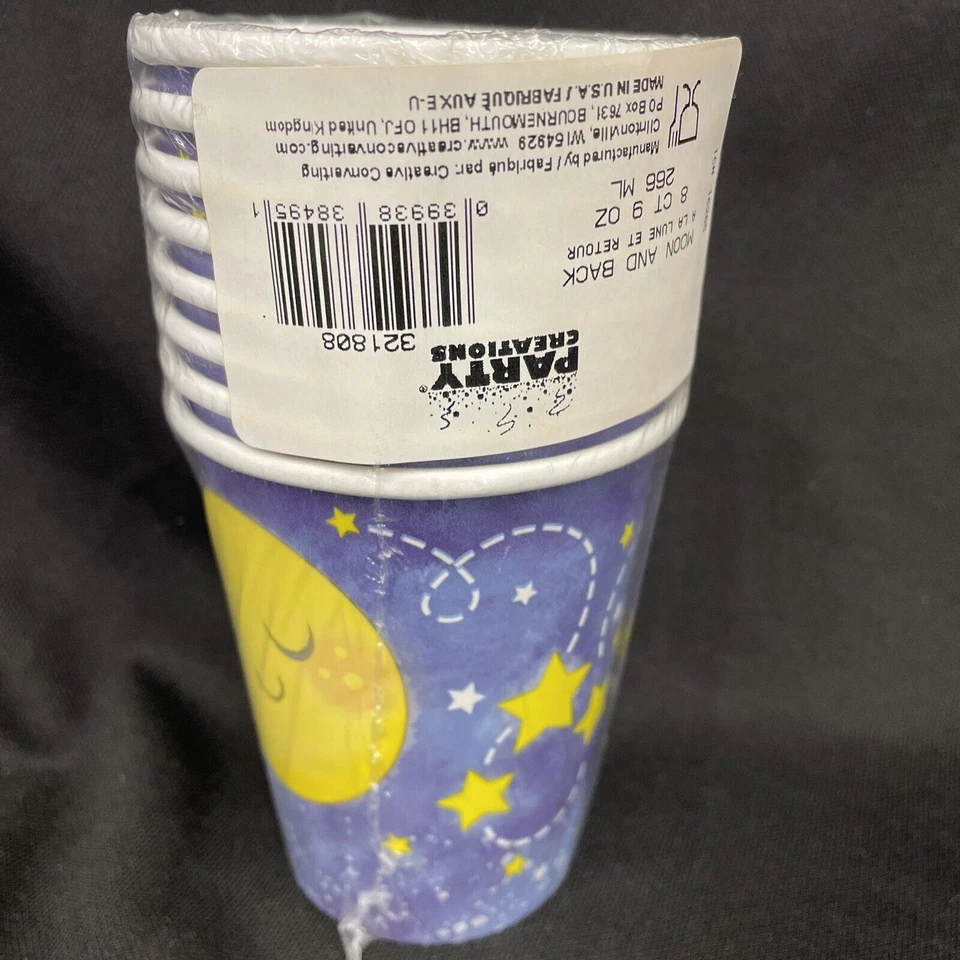 PARTY
CREATIONS®
321808
0 39938 38495 1
MOON AND BACK
A LA LUNE ET RETOUR
8 CT 9 OZ
266 ML
Manufactured by / Fabriqué par: Creative Converting
Clintonville, WI 54929 www.creativeconverting.com
PO Box 7631, BOURNEMOUTH, BH11 OFJ, United Kingdom
MADE IN U.S.A. / FABRIQUÉ AUX E-U